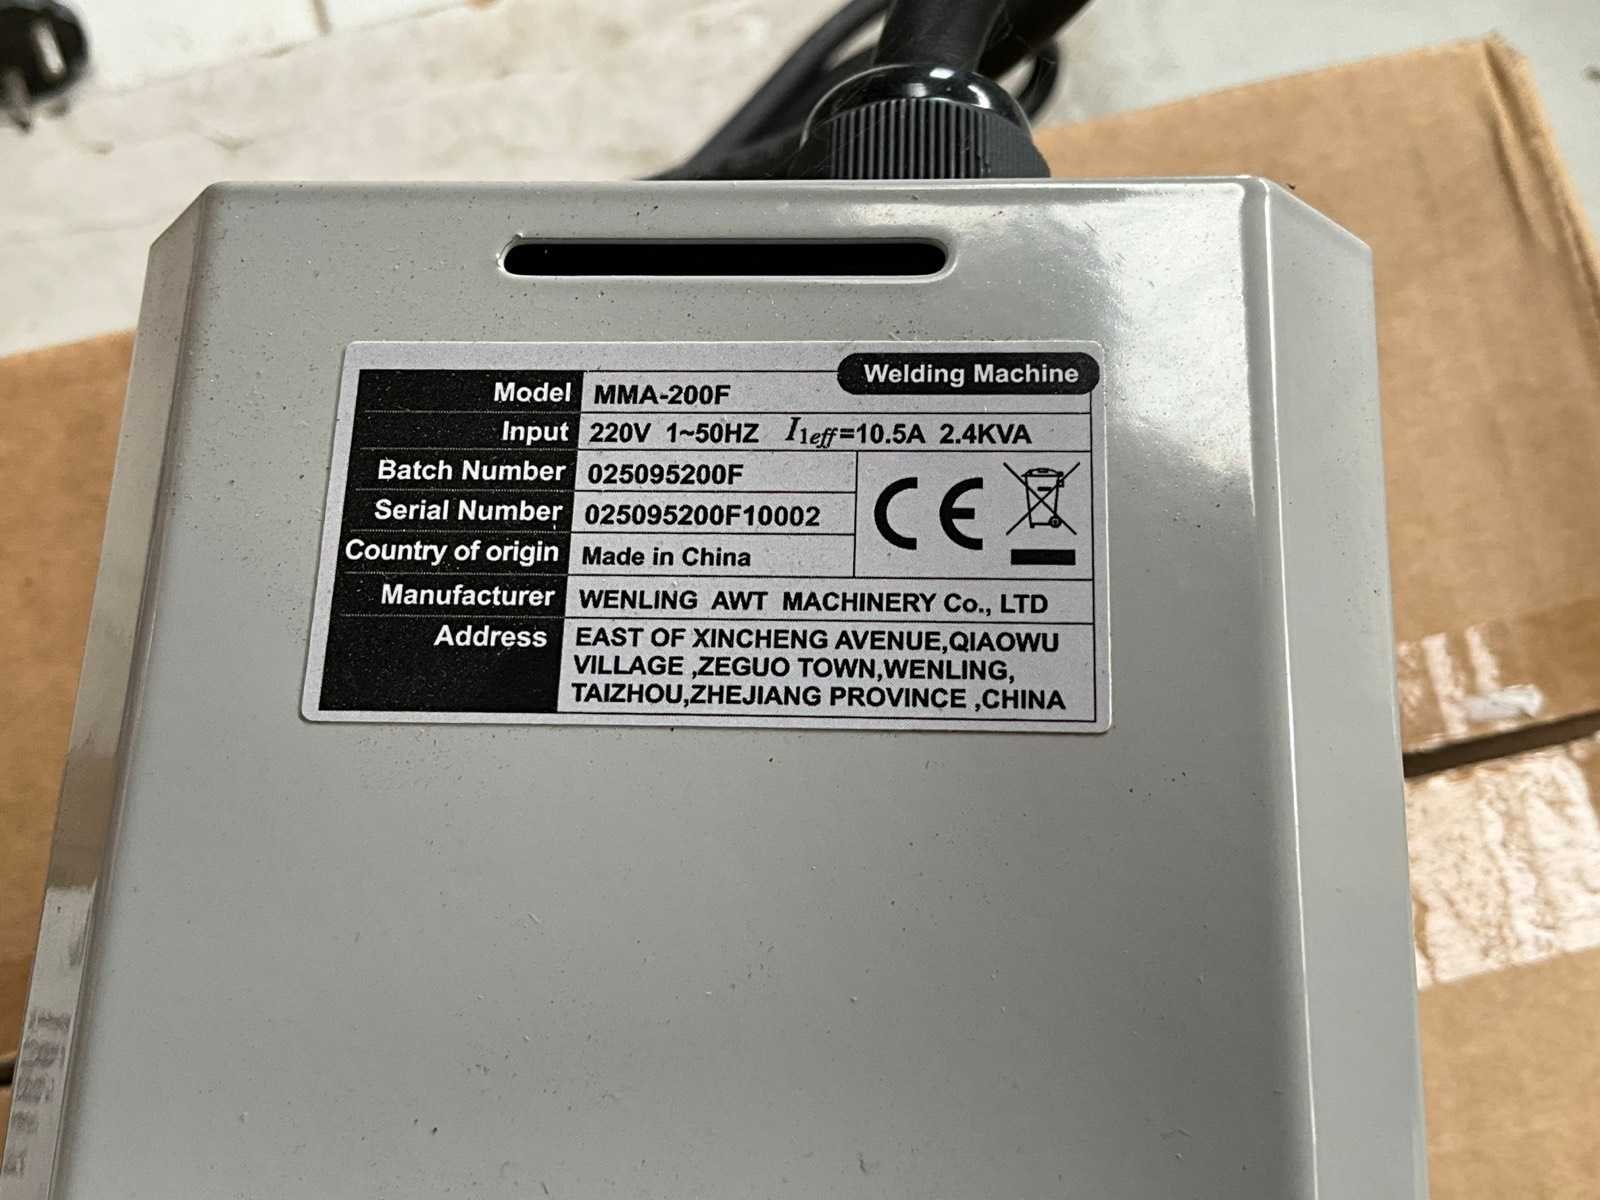 Welding Machine
Model MMA-200F
Input 220V 1~50HZ I1eff=10.5A 2.4KVA
Batch Number 025095200F
Serial Number 025095200F10002
CE
Country of origin Made in China
Manufacturer WENLING AWT MACHINERY Co., LTD
Address EAST OF XINCHENG AVENUE,QIAOWU
VILLAGE ,ZEGUO TOWN,WENLING,
TAIZHOU,ZHEJIANG PROVINCE ,CHINA